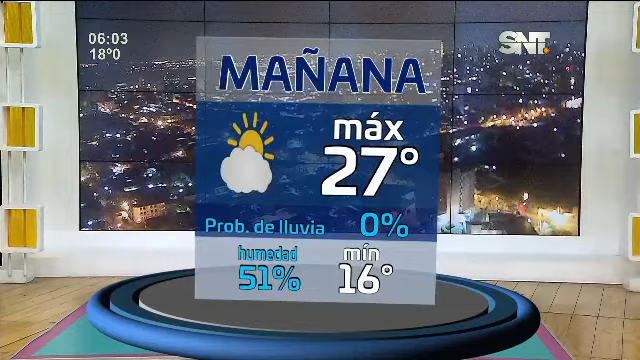 06:03
18°0
SNT
MAÑANA
máx
27°
Prob. de lluvia 0%
humedad
51%
mín
16°